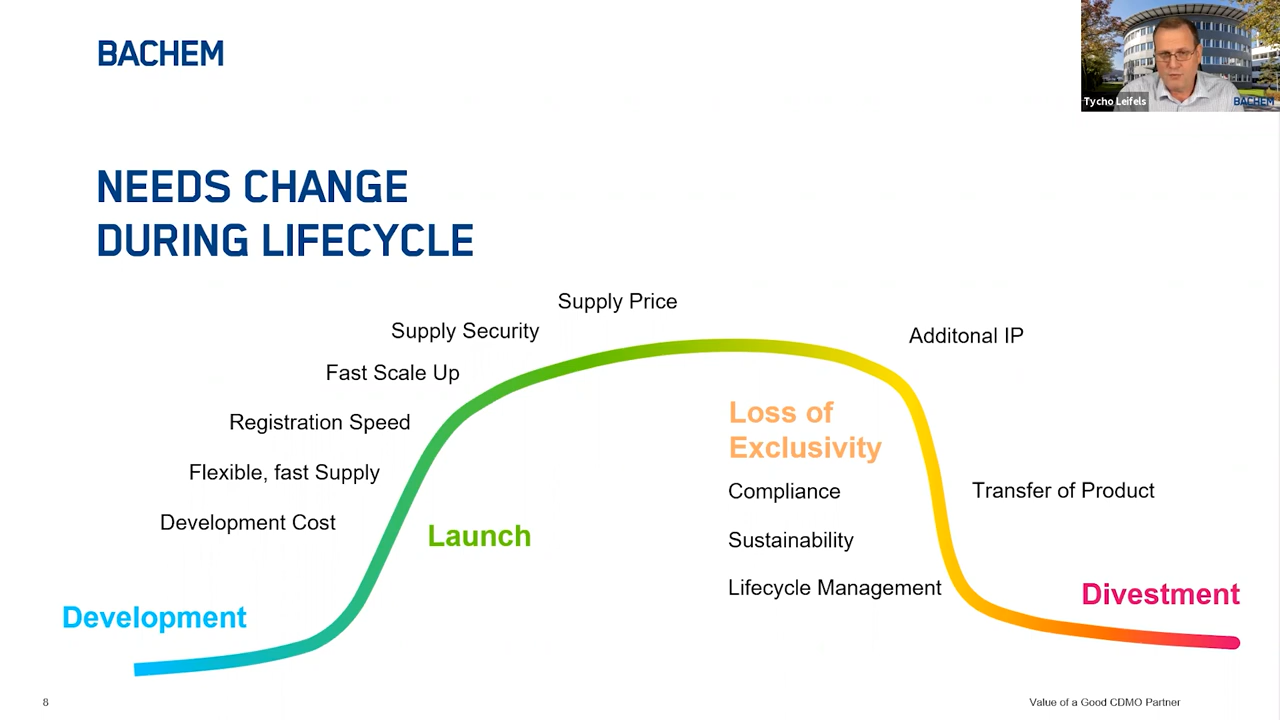 BACHEM
Tycho Leifels
BACHEM
NEEDS CHANGE
DURING LIFECYCLE
Supply Price
Supply Security
Additonal IP
Fast Scale Up
Registration Speed
Flexible, fast Supply
Development Cost
Loss of
Exclusivity
Compliance
Sustainability
Lifecycle Management
Transfer of Product
Launch
Development
Divestment
8
Value of a Good CDMO Partner